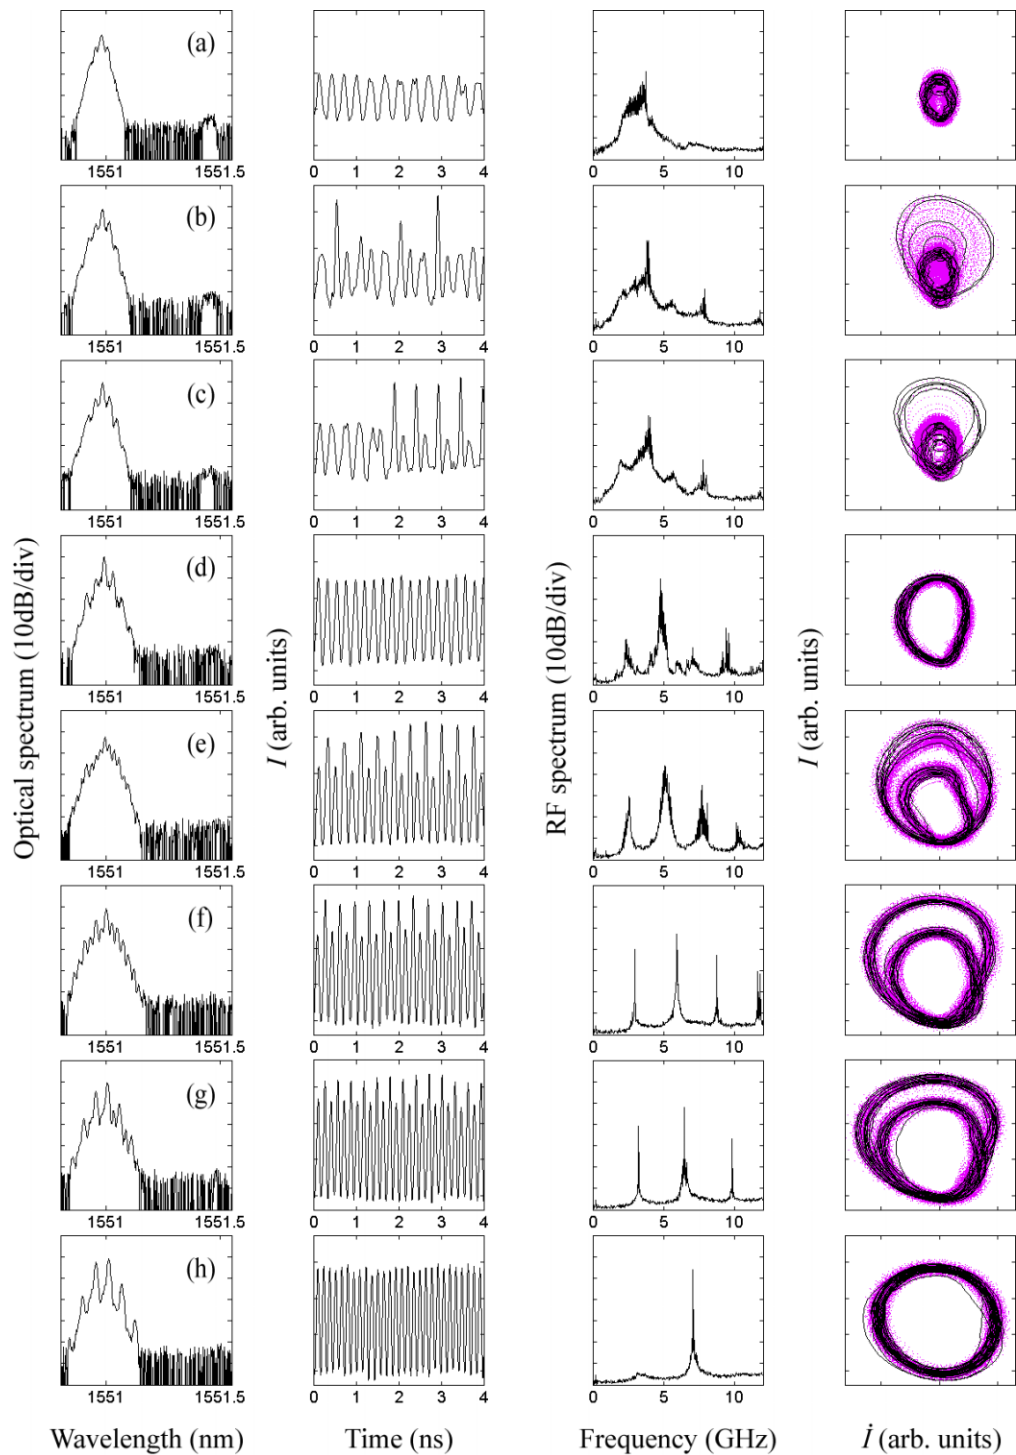 (a)
1551 1551.5 0 1 2 3 4 0 5 10
(b)
1551 1551.5 0 1 2 3 4 0 5 10
(c)
1551 1551.5 0 1 2 3 4 0 5 10
(d)
1551 1551.5 0 1 2 3 4 0 5 10
(e)
1551 1551.5 0 1 2 3 4 0 5 10
(f)
1551 1551.5 0 1 2 3 4 0 5 10
(g)
1551 1551.5 0 1 2 3 4 0 5 10
(h)
1551 1551.5 0 1 2 3 4 0 5 10
Optical spectrum (10dB/div)
I (arb. units)
RF spectrum (10dB/div)
I (arb. units)
Wavelength (nm) Time (ns) Frequency (GHz) İ (arb. units)